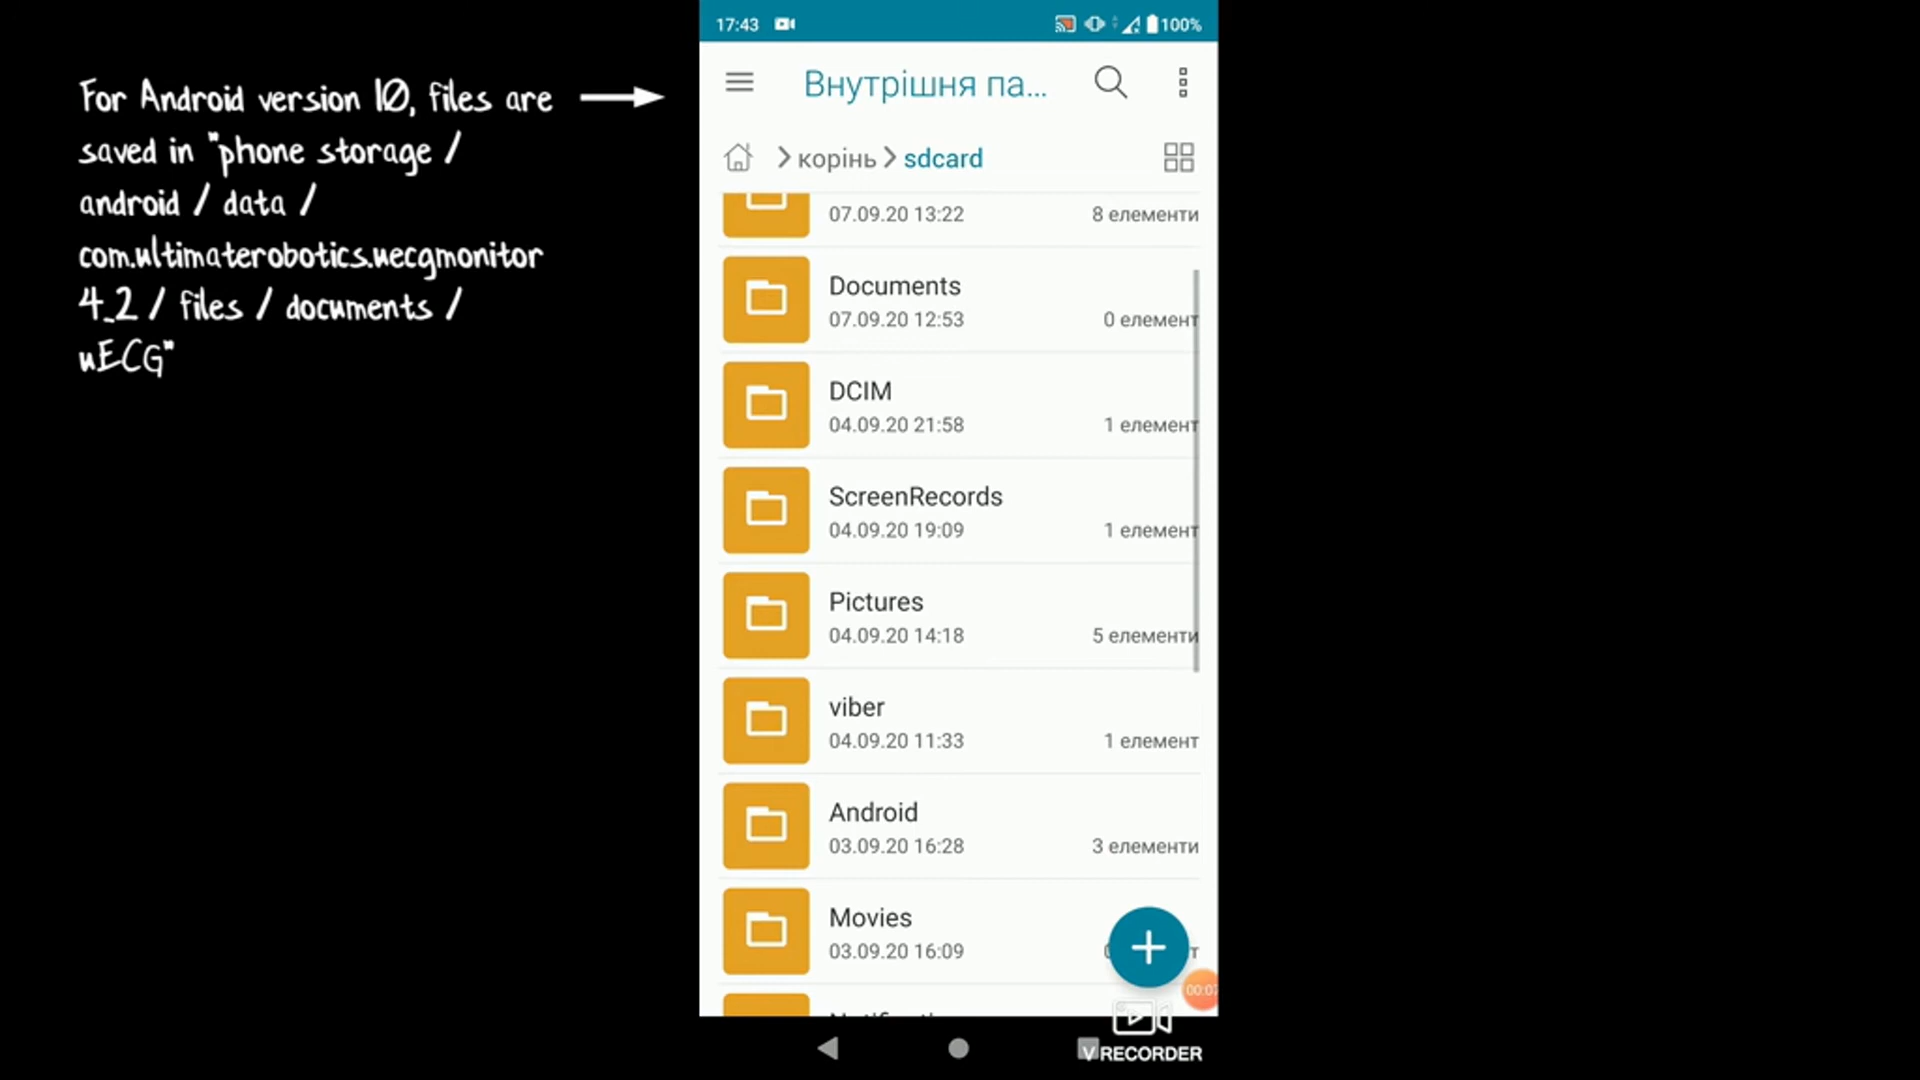 For Android version 10, files are
saved in "phone storage /
android / data /
com.ultimaterobotics.uecgmonitor
4_2 / files / documents /
uECG"
17:43
100%
Внутрішня па...
корінь
sdcard
07.09.20 13:22
8 елементи
Documents
07.09.20 12:53
0 елемент
DCIM
04.09.20 21:58
1 елемент
ScreenRecords
04.09.20 19:09
1 елемент
Pictures
04.09.20 14:18
5 елементи
viber
04.09.20 11:33
1 елемент
Android
03.09.20 16:28
3 елементи
Movies
03.09.20 16:09
VRECORDER